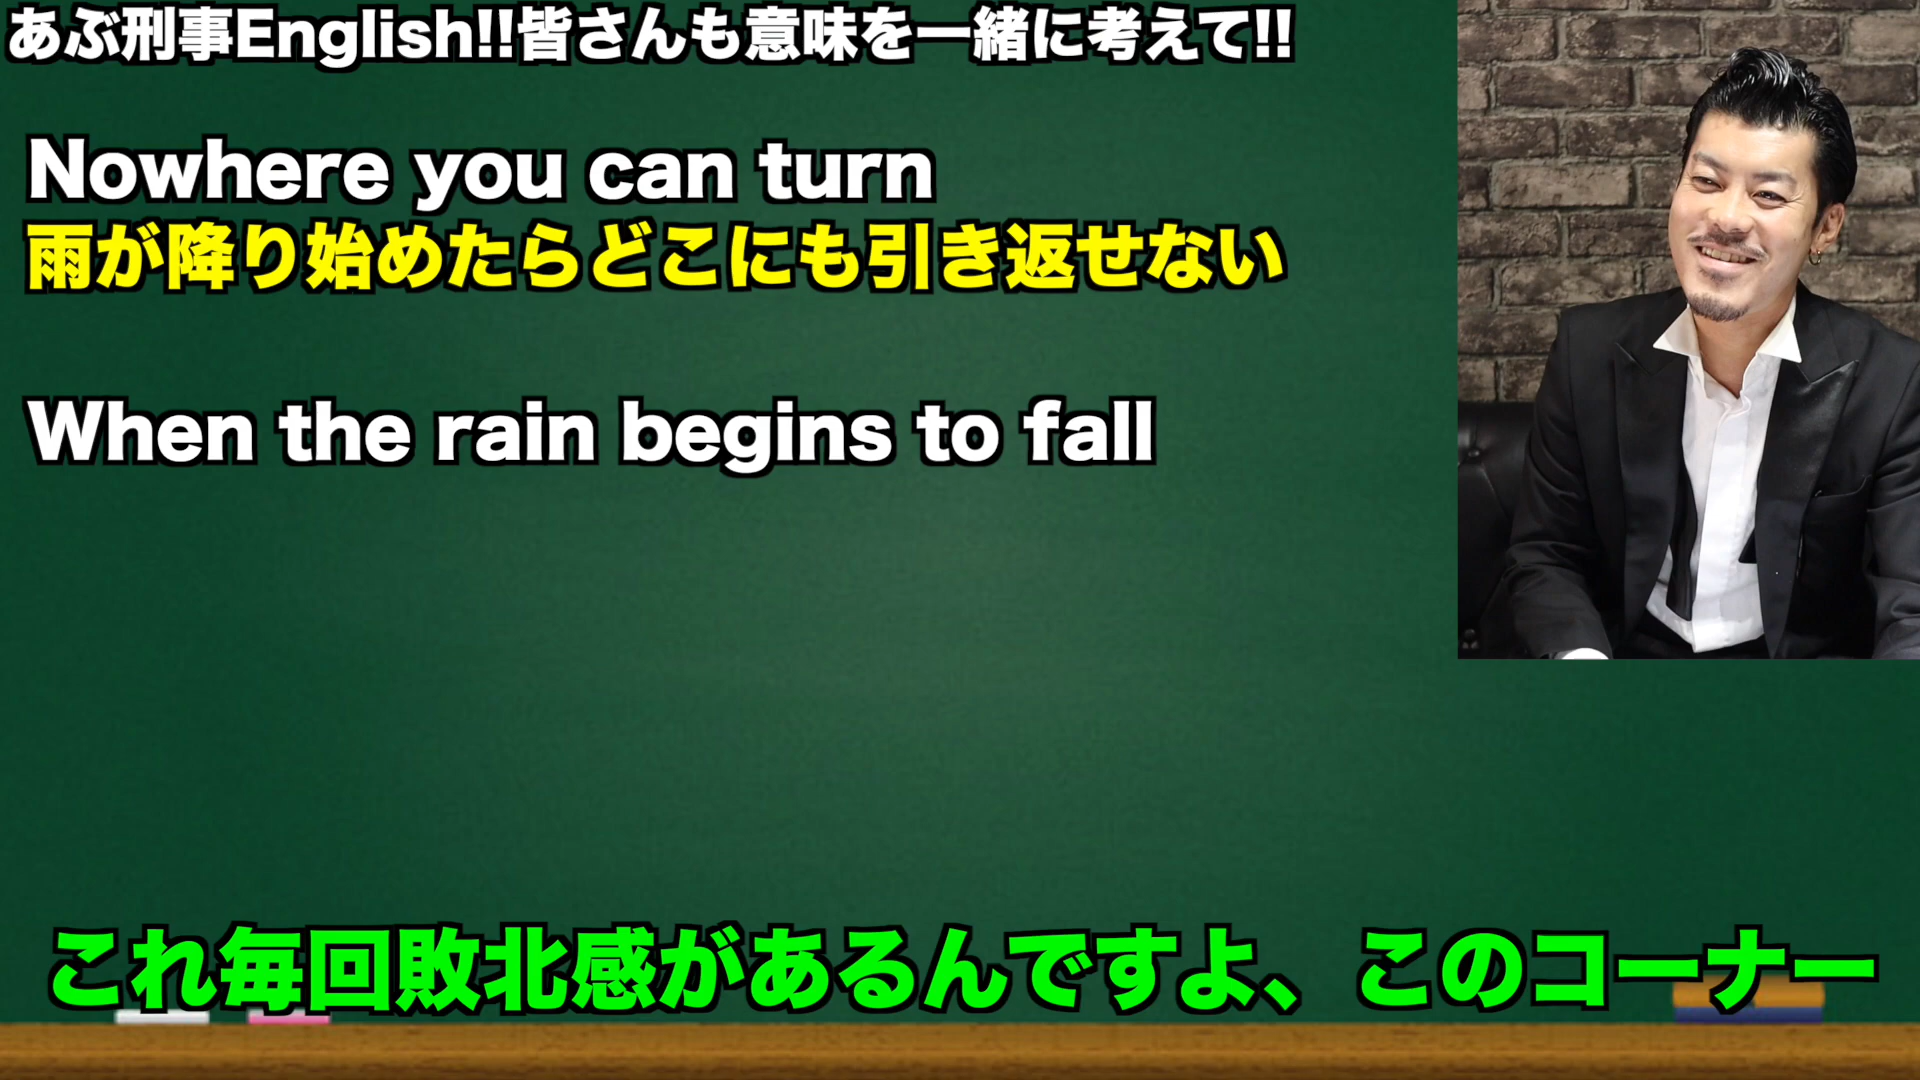 あぶ刑事English!!皆さんも意味を一緒に考えて!!
Nowhere you can turn
雨が降り始めたらどこにも引き返せない
When the rain begins to fall
これ毎回敗北感があるんですよ、このコーナー